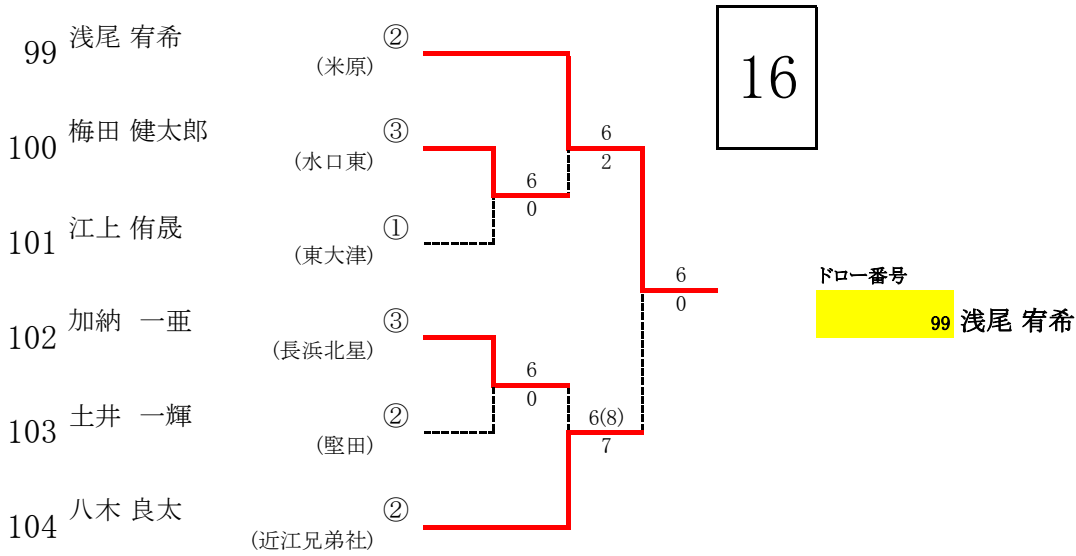 16
99 浅尾 宥希 ②
(米原)
6
2
100 梅田 健太郎 ③
(水口東)
6
0
101 江上 侑晟 ①
(東大津)
6
0
ドロー番号
99 浅尾 宥希
102 加納 一亜 ③
(長浜北星)
6
0
103 土井 一輝 ②
(堅田)
6(8)
7
104 八木 良太 ②
(近江兄弟社)